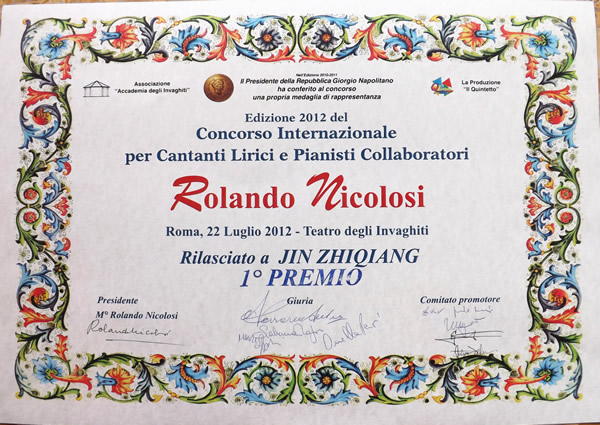 Associazione
"Accademia degli Invaghiti"
Nell'Edizione 2010-2011
Il Presidente della Repubblica Giorgio Napolitano
ha conferito al concorso
una propria medaglia di rappresentanza
La Produzione
"Il Quintetto"
Edizione 2012 del
Concorso Internazionale
per Cantanti Lirici e Pianisti Collaboratori
Rolando Nicolosi
Roma, 22 Luglio 2012 - Teatro degli Invaghiti
Rilasciato a JIN ZHIQIANG
1° PREMIO
Presidente
M° Rolando Nicolosi
Giuria
Comitato promotore